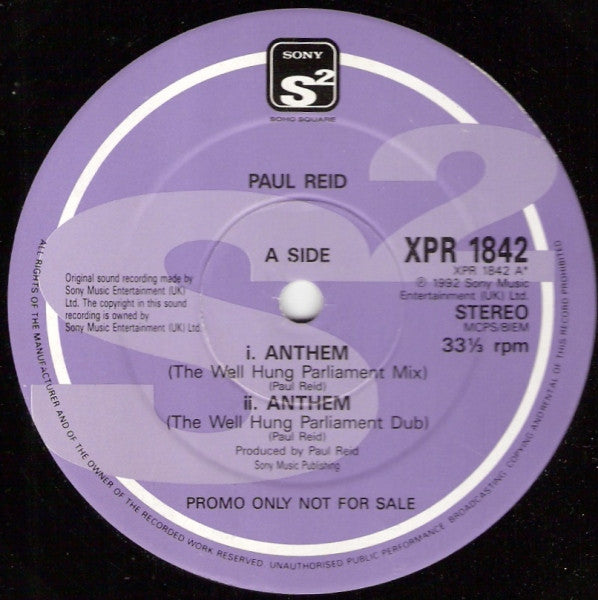 SONY
S²
SOHO SQUARE
PAUL REID
A SIDE
XPR 1842
XPR 1842 A*
℗ 1992 Sony Music
Entertainment (UK) Ltd.
STEREO
MCPS/BIEM
33⅓ rpm
Original sound recording made by
Sony Music Entertainment (UK)
Ltd. The copyright in this sound
recording is owned by
Sony Music Entertainment (UK) Ltd.
i. ANTHEM
(The Well Hung Parliament Mix)
(Paul Reid)
ii. ANTHEM
(The Well Hung Parliament Dub)
(Paul Reid)
Produced by Paul Reid
Sony Music Publishing
PROMO ONLY NOT FOR SALE
ALL RIGHTS OF THE MANUFACTURER AND OF THE OWNER OF THE RECORDED WORK RESERVED. UNAUTHORISED PUBLIC PERFORMANCE, BROADCASTING, COPYING AND RENTAL OF THIS RECORD PROHIBITED
S²